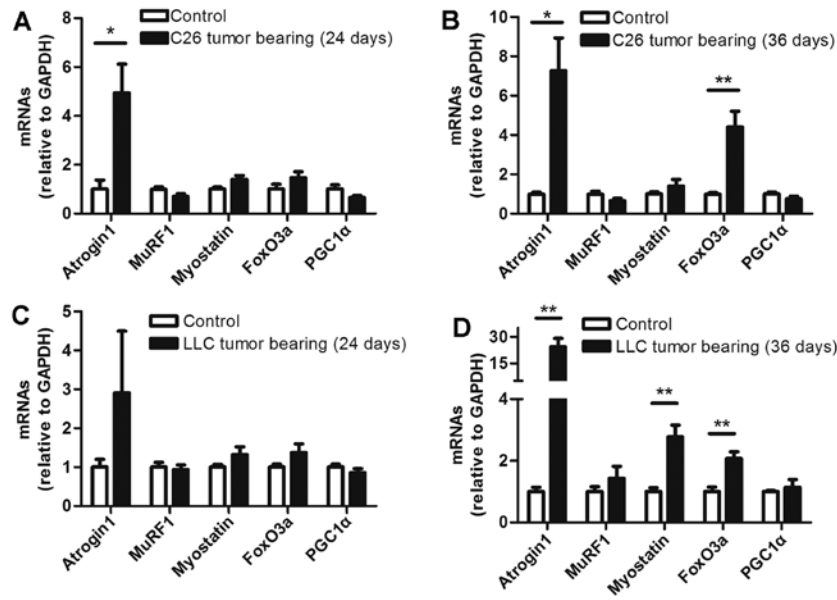 A
Control
C26 tumor bearing (24 days)
*
mRNAs
(relative to GAPDH)
8
6
4
2
0
Atrogin1
MuRF1
Myostatin
FoxO3a
PGC1α
B
Control
C26 tumor bearing (36 days)
*
**
mRNAs
(relative to GAPDH)
10
8
6
4
2
0
Atrogin1
MuRF1
Myostatin
FoxO3a
PGC1α
C
Control
LLC tumor bearing (24 days)
mRNAs
(relative to GAPDH)
5
4
3
2
1
0
Atrogin1
MuRF1
Myostatin
FoxO3a
PGC1α
D
Control
LLC tumor bearing (36 days)
**
**
**
mRNAs
(relative to GAPDH)
30
15
4
2
0
Atrogin1
MuRF1
Myostatin
FoxO3a
PGC1α